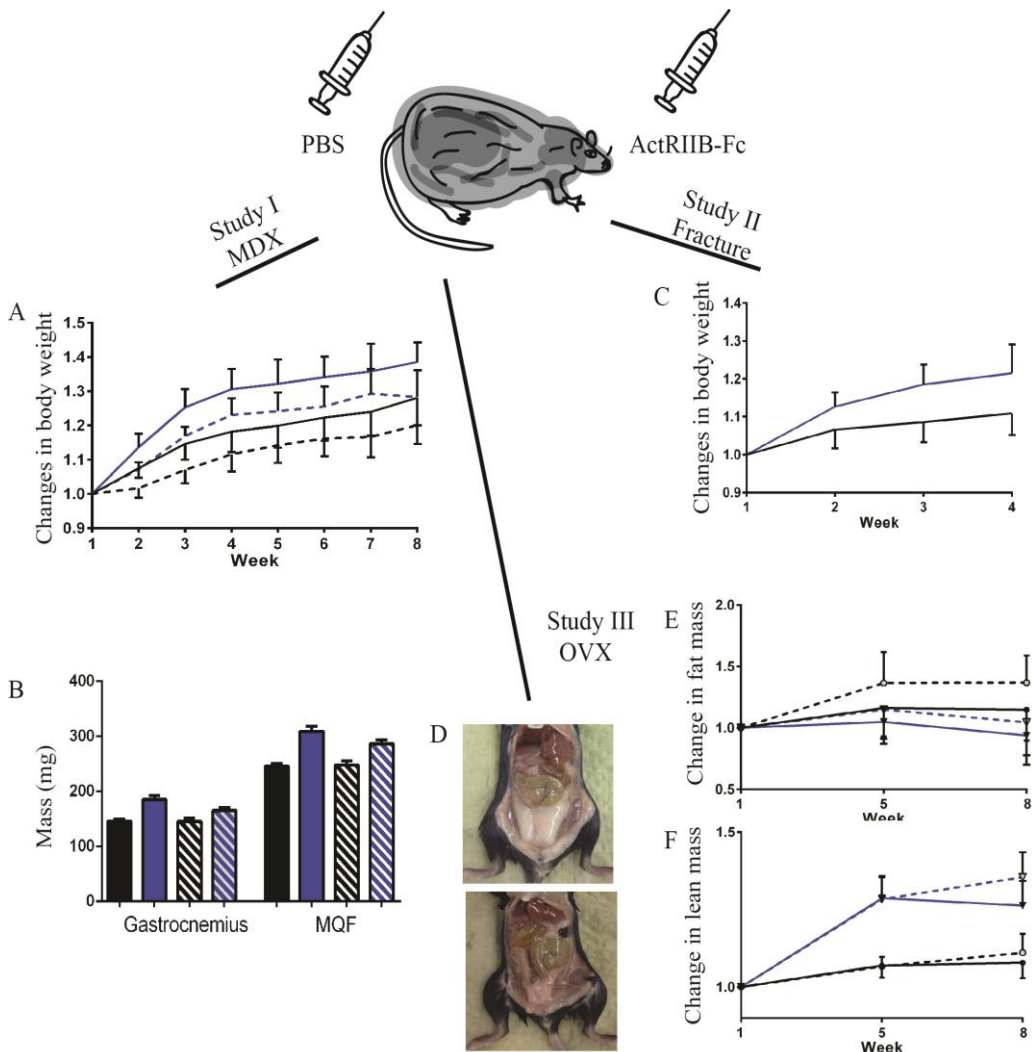 PBS
ActRIIB-Fc
Study I
MDX
Study II
Fracture
A
Changes in body weight
1.5
1.4
1.3
1.2
1.1
1.0
0.9
1 2 3 4 5 6 7 8
Week
C
Changes in body weight
1.4
1.3
1.2
1.1
1.0
0.9
1 2 3 4
Week
Study III
OVX
B
Mass (mg)
400
300
200
100
0
Gastrocnemius MQF
D
E
Change in fat mass
2.0
1.5
1.0
0.5
1 5 8
Week
F
Change in lean mass
1.5
1.0
1 5 8
Week